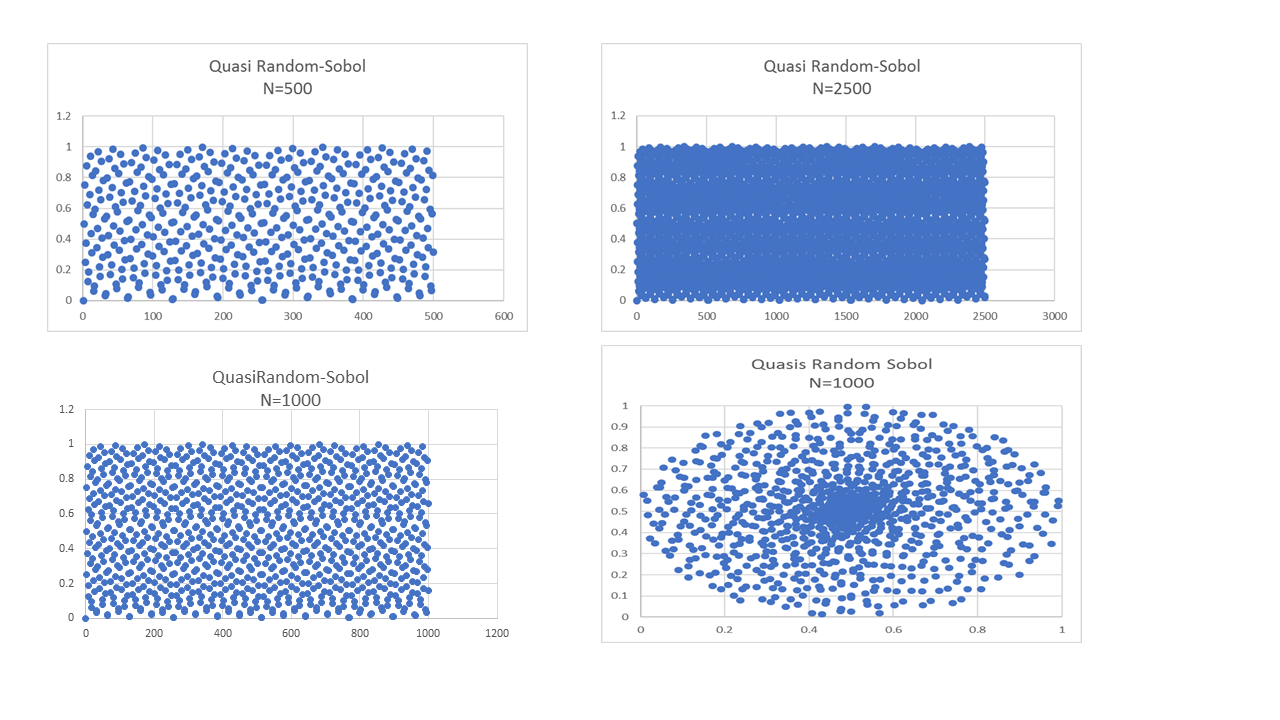 Quasi Random-Sobol
N=500
1.2
1
0.8
0.6
0.4
0.2
0
0 100 200 300 400 500 600
Quasi Random-Sobol
N=2500
1.2
1
0.8
0.6
0.4
0.2
0
0 500 1000 1500 2000 2500 3000
QuasiRandom-Sobol
N=1000
1.2
1
0.8
0.6
0.4
0.2
0
0 200 400 600 800 1000 1200
Quasis Random Sobol
N=1000
1
0.9
0.8
0.7
0.6
0.5
0.4
0.3
0.2
0.1
0
0 0.2 0.4 0.6 0.8 1